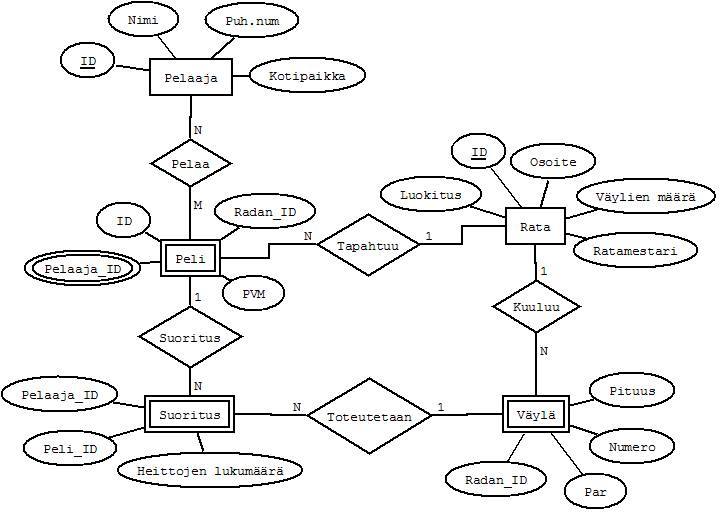 Nimi
Puh.num
ID
Pelaaja
Kotipaikka
N
Pelaa
M
ID
Osoite
Luokitus
Väylien määrä
Rata
Ratamestari
ID
Radan_ID
N
Tapahtuu
1
Pelaaja_ID
Peli
PVM
1
1
Kuuluu
Suoritus
N
N
Pelaaja_ID
Suoritus
N
Toteutetaan
1
Väylä
Pituus
Peli_ID
Numero
Heittojen lukumäärä
Radan_ID
Par